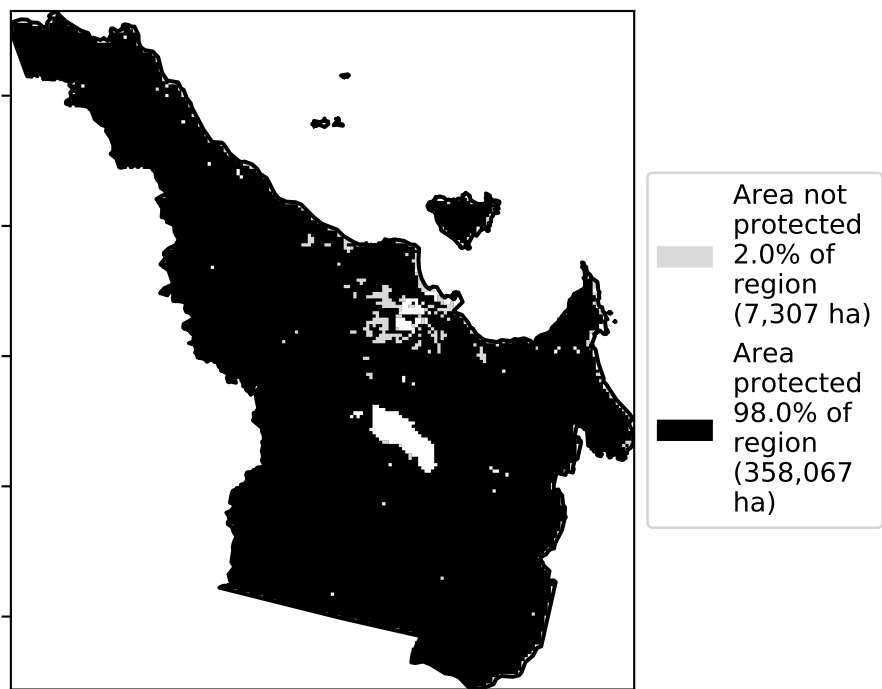 Area not
protected
2.0% of
region
(7,307 ha)
Area
protected
98.0% of
region
(358,067
ha)